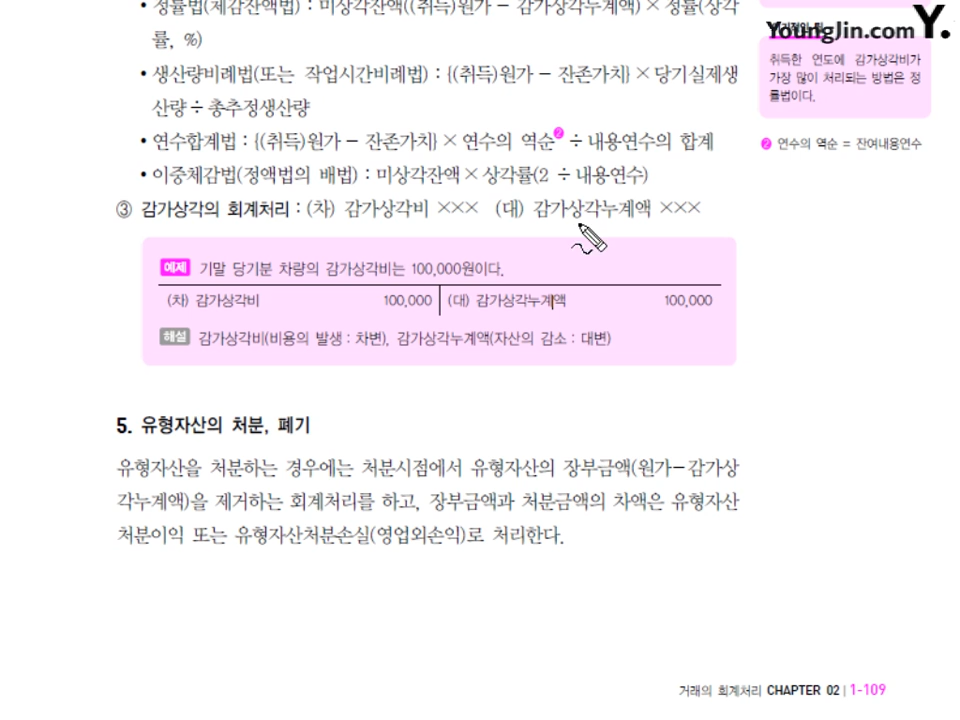 • 정률법(체감잔액법) : 미상각잔액((취득)원가 - 감가상각누계액) × 정률(상각
률, %)
• 생산량비례법(또는 작업시간비례법) : {(취득)원가 - 잔존가치} × 당기실제생
산량 ÷ 총추정생산량
• 연수합계법 : {(취득)원가 - 잔존가치} × 연수의 역순❷ ÷ 내용연수의 합계
• 이중체감법(정액법의 배법) : 미상각잔액 × 상각률(2 ÷ 내용연수)
③ 감가상각의 회계처리 : (차) 감가상각비 ××× (대) 감가상각누계액 ×××
예제 기말 당기분 차량의 감가상각비는 100,000원이다.
(차) 감가상각비 100,000 (대) 감가상각누계액 100,000
해설 감가상각비(비용의 발생 : 차변), 감가상각누계액(자산의 감소 : 대변)
5. 유형자산의 처분, 폐기
유형자산을 처분하는 경우에는 처분시점에서 유형자산의 장부금액(원가-감가상
각누계액)을 제거하는 회계처리를 하고, 장부금액과 처분금액의 차액은 유형자산
처분이익 또는 유형자산처분손실(영업외손익)로 처리한다.
YoungJin.com Y.
취득한 연도에 감가상각비가
가장 많이 처리되는 방법은 정
률법이다.
❷ 연수의 역순 = 잔여내용연수
거래의 회계처리 CHAPTER 02 | 1-109